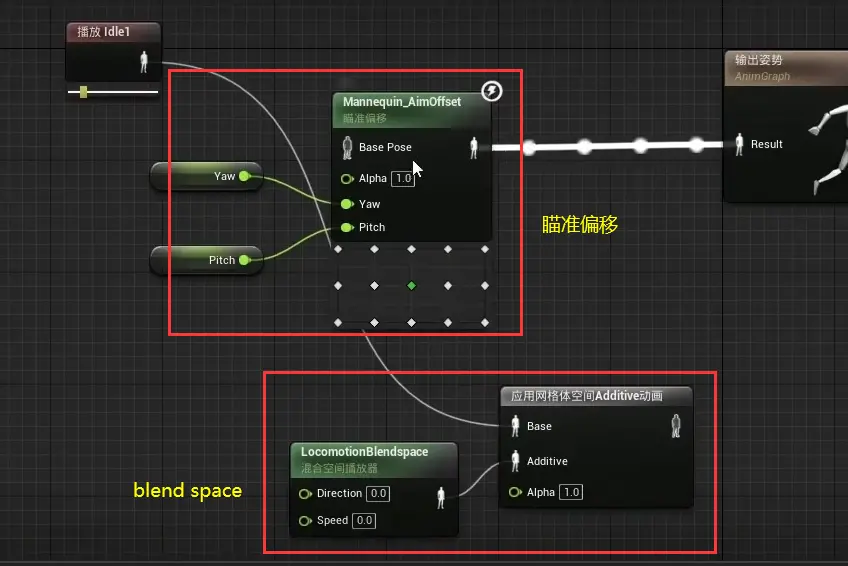 播放 Idle1
Mannequin_AimOffset
瞄准偏移
Base Pose
Alpha 1.0
Yaw
Pitch
Yaw
Pitch
输出姿势
AnimGraph
Result
瞄准偏移
应用网格体空间Additive动画
Base
Additive
Alpha 1.0
LocomotionBlendspace
混合空间播放器
Direction 0.0
Speed 0.0
blend space